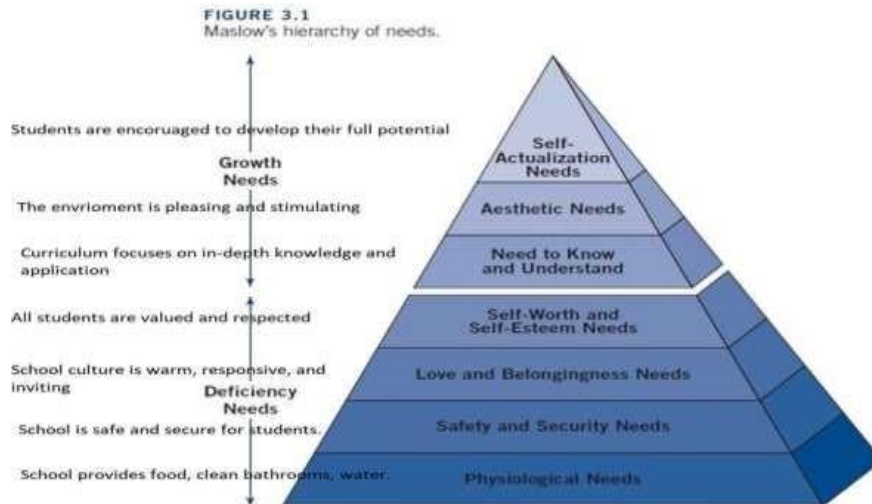 FIGURE 3.1
Maslow's hierarchy of needs.
Students are encoruaged to develop their full potential
Growth
Needs
Self-
Actualization
Needs
The envrioment is pleasing and stimulating
Aesthetic Needs
Curriculum focuses on in-depth knowledge and
application
Need to Know
and Understand
All students are valued and respected
Self-Worth and
Self-Esteem Needs
School culture is warm, responsive, and
inviting
Deficiency
Needs
Love and Belongingness Needs
School is safe and secure for students.
Safety and Security Needs
School provides food, clean bathrooms, water.
Physiological Needs